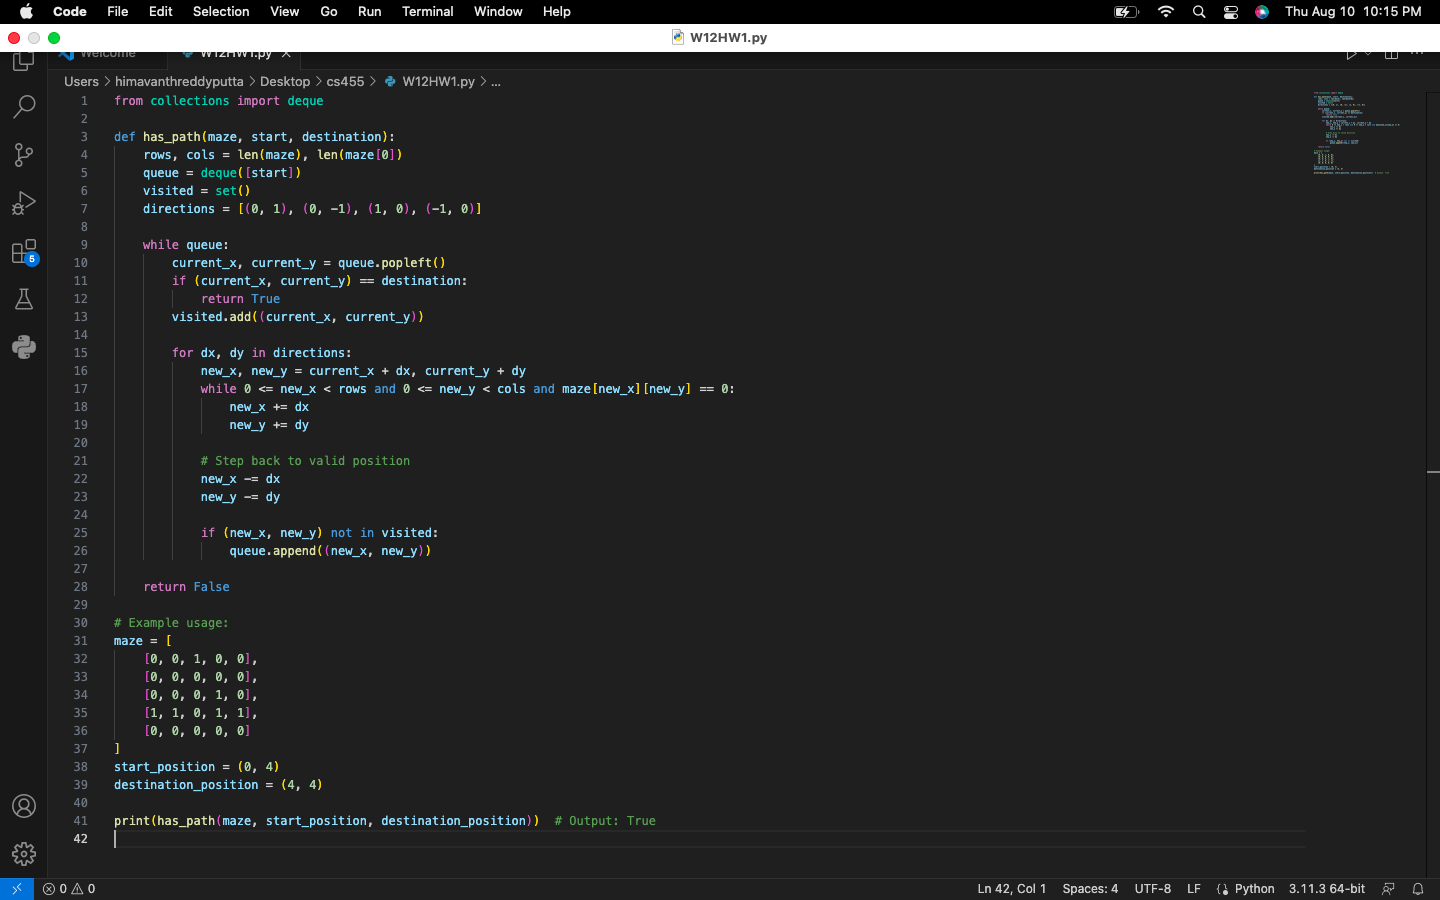 Code File Edit Selection View Go Run Terminal Window Help Thu Aug 10 10:15 PM
W12HW1.py
Welcome W12HW1.py
Users > himavanthreddyputta > Desktop > cs455 > W12HW1.py > ...
1 from collections import deque
2
3 def has_path(maze, start, destination):
4     rows, cols = len(maze), len(maze[0])
5     queue = deque([start])
6     visited = set()
7     directions = [(0, 1), (0, -1), (1, 0), (-1, 0)]
8
9     while queue:
10         current_x, current_y = queue.popleft()
11         if (current_x, current_y) == destination:
12             return True
13         visited.add((current_x, current_y))
14
15         for dx, dy in directions:
16             new_x, new_y = current_x + dx, current_y + dy
17             while 0 <= new_x < rows and 0 <= new_y < cols and maze[new_x][new_y] == 0:
18                 new_x += dx
19                 new_y += dy
20
21             # Step back to valid position
22             new_x -= dx
23             new_y -= dy
24
25             if (new_x, new_y) not in visited:
26                 queue.append((new_x, new_y))
27
28     return False
29
30 # Example usage:
31 maze = [
32     [0, 0, 1, 0, 0],
33     [0, 0, 0, 0, 0],
34     [0, 0, 0, 1, 0],
35     [1, 1, 0, 1, 1],
36     [0, 0, 0, 0, 0]
37 ]
38 start_position = (0, 4)
39 destination_position = (4, 4)
40
41 print(has_path(maze, start_position, destination_position))  # Output: True
42
5
0 0 Ln 42, Col 1 Spaces: 4 UTF-8 LF Python 3.11.3 64-bit